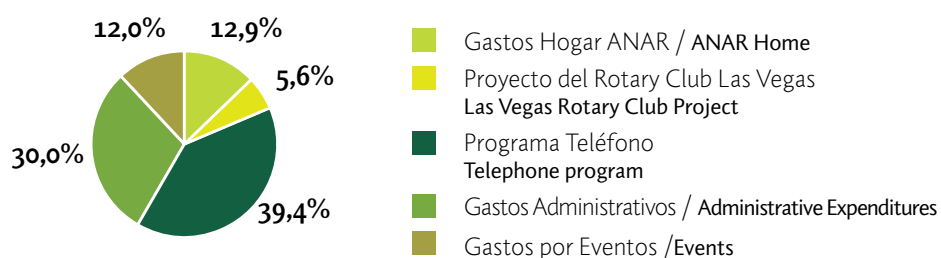 12,0%
12,9%
5,6%
30,0%
39,4%
Gastos Hogar ANAR / ANAR Home
Proyecto del Rotary Club Las Vegas
Las Vegas Rotary Club Project
Programa Teléfono
Telephone program
Gastos Administrativos / Administrative Expenditures
Gastos por Eventos /Events